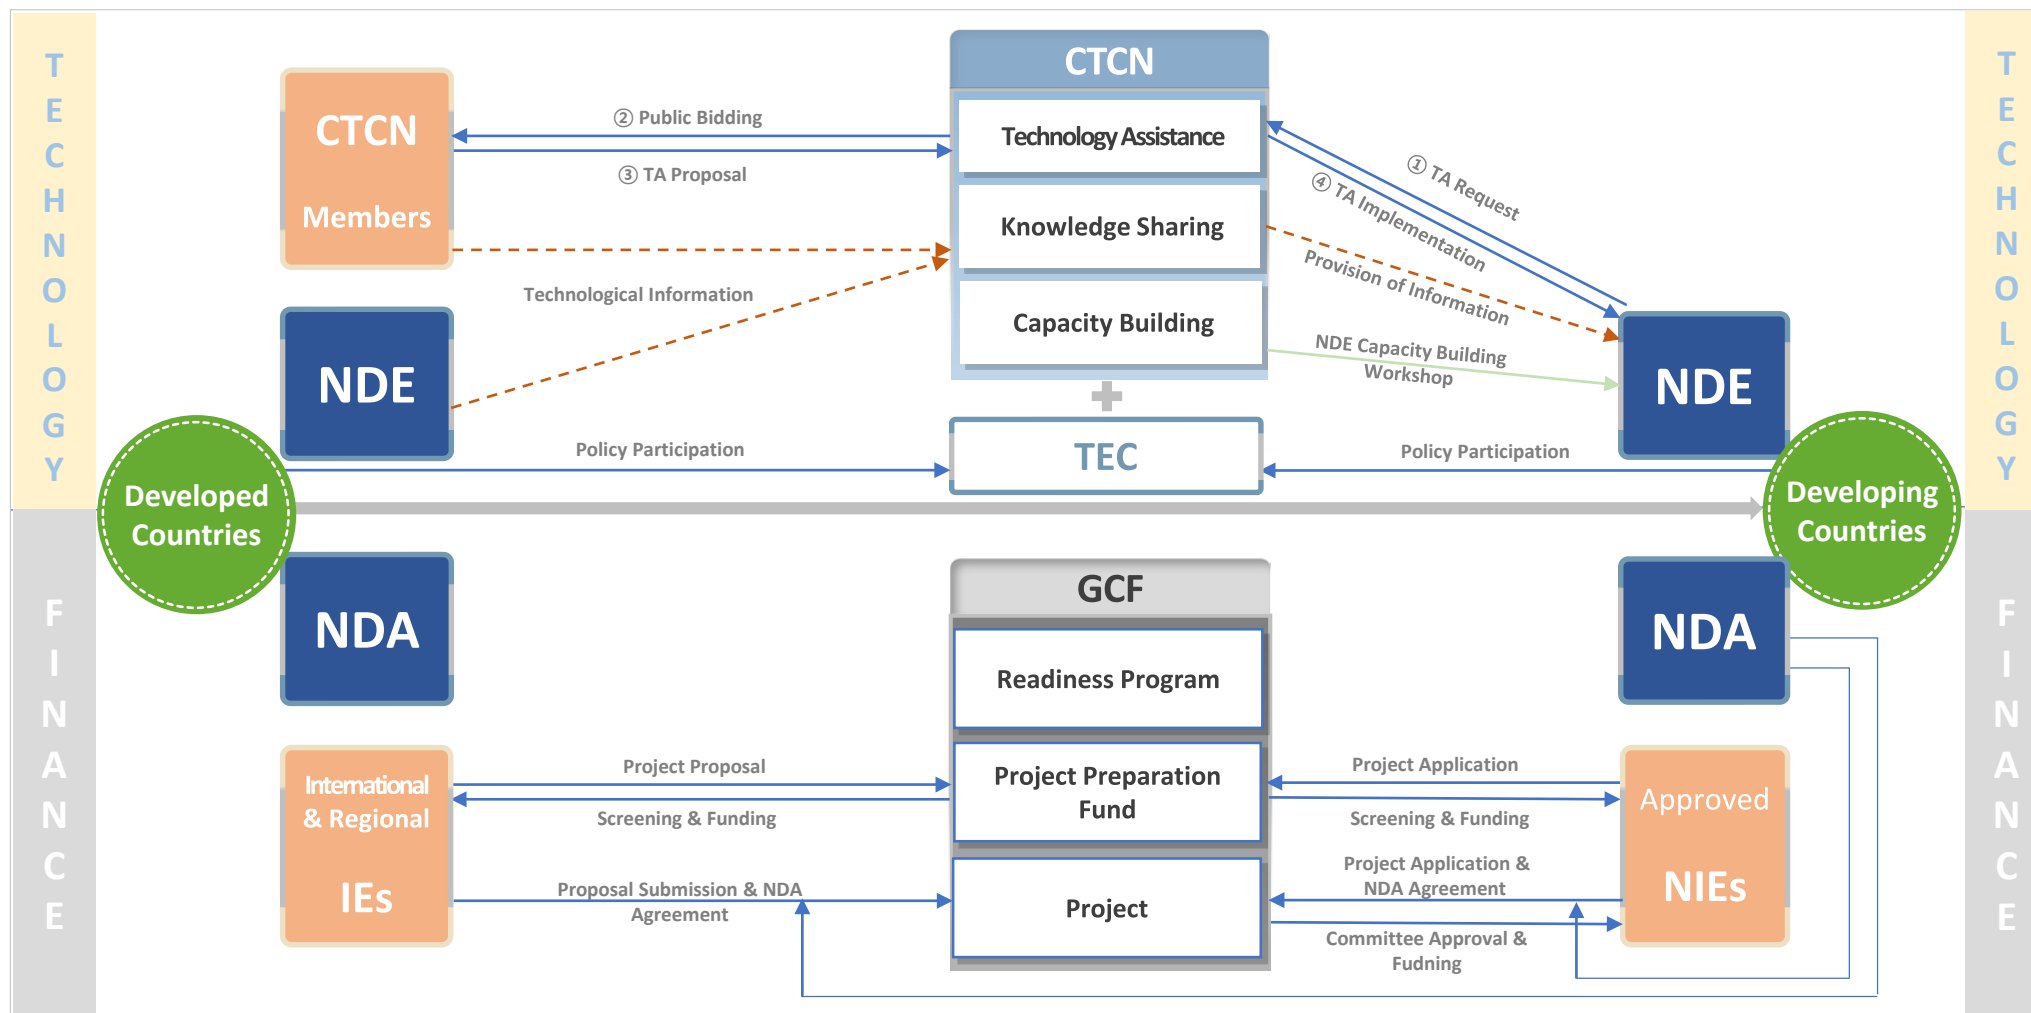 TECHNOLOGY
FINANCE
CTCN
Members
② Public Bidding
③ TA Proposal
CTCN
Technology Assistance
Knowledge Sharing
Capacity Building
① TA Request
④ TA Implementation
Provision of Information
NDE Capacity Building
Workshop
Technological Information
NDE
NDE
Policy Participation
TEC
Policy Participation
Developed
Countries
Developing
Countries
NDA
GCF
NDA
Readiness Program
International
& Regional
IEs
Project Proposal
Screening & Funding
Project Preparation
Fund
Project Application
Screening & Funding
Approved
NIEs
Proposal Submission & NDA
Agreement
Project
Project Application &
NDA Agreement
Committee Approval &
Fudning
TECHNOLOGY
FINANCE